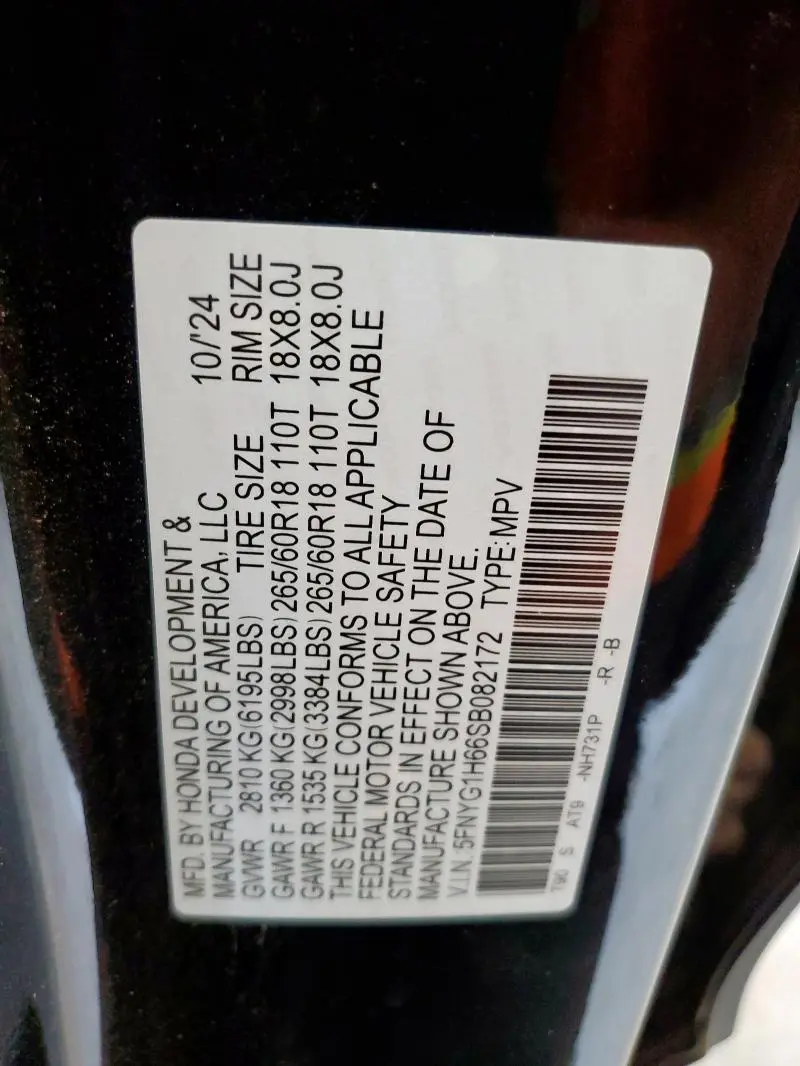 MFD. BY HONDA DEVELOPMENT &
MANUFACTURING OF AMERICA, LLC 10/'24
GVWR 2810 KG(6195LBS) TIRE SIZE RIM SIZE
GAWR F 1360 KG(2998LBS)265/60R18 110T 18X8.0J
GAWR R 1535 KG(3384LBS)265/60R18 110T 18X8.0J
THIS VEHICLE CONFORMS TO ALL APPLICABLE
FEDERAL MOTOR VEHICLE SAFETY
STANDARDS IN EFFECT ON THE DATE OF
MANUFACTURE SHOWN ABOVE.
V.I.N.:5FNYG1H66SB082172 TYPE:MPV
T90 S AT9 -NH731P -R -B